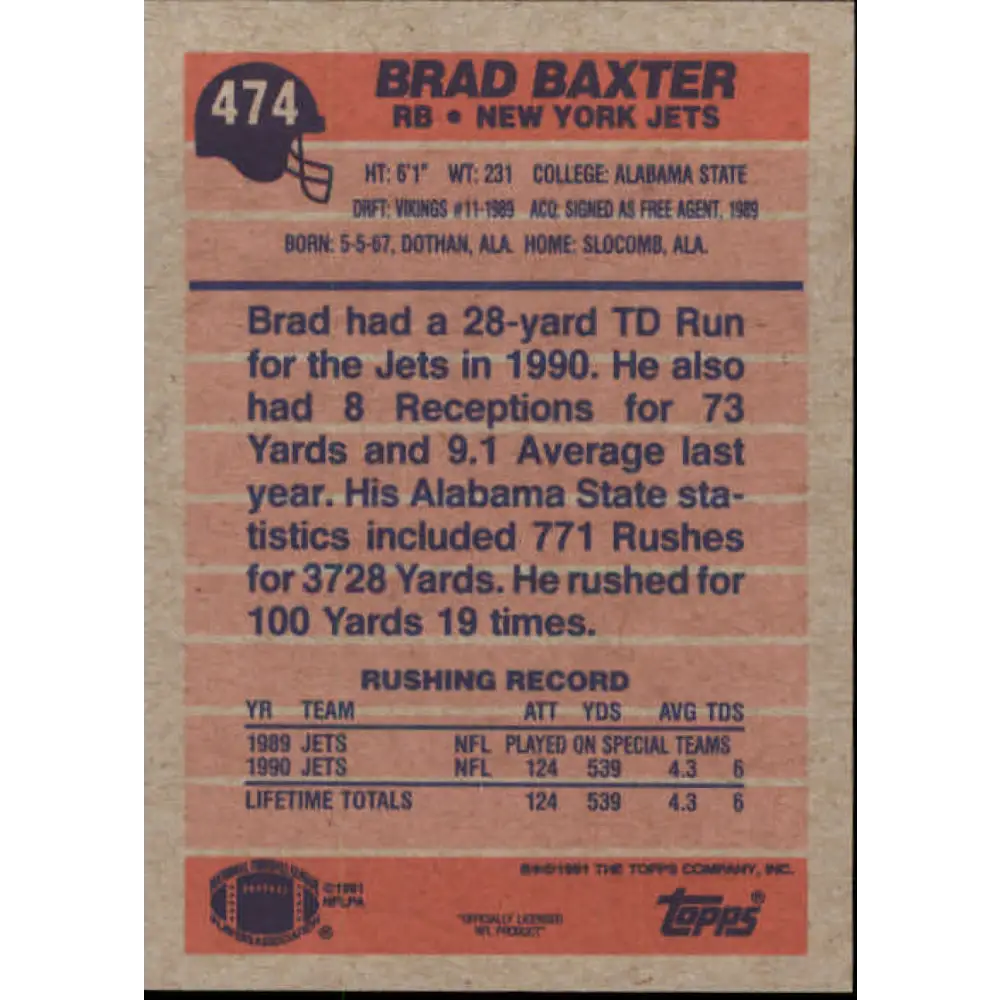 474
BRAD BAXTER
RB • NEW YORK JETS
HT: 6'1" WT: 231 COLLEGE: ALABAMA STATE
DRFT: VIKINGS #11-1989 ACQ: SIGNED AS FREE AGENT, 1989
BORN: 5-5-67, DOTHAN, ALA. HOME: SLOCOMB, ALA.
Brad had a 28-yard TD Run
for the Jets in 1990. He also
had 8 Receptions for 73
Yards and 9.1 Average last
year. His Alabama State sta-
tistics included 771 Rushes
for 3728 Yards. He rushed for
100 Yards 19 times.
RUSHING RECORD
YR TEAM ATT YDS AVG TDS
1989 JETS NFL PLAYED ON SPECIAL TEAMS
1990 JETS NFL 124 539 4.3 6
LIFETIME TOTALS 124 539 4.3 6
©1991 THE TOPPS COMPANY, INC.
©1991
NFLPA
"OFFICIALLY LICENSED
NFL PRODUCT"
topps®